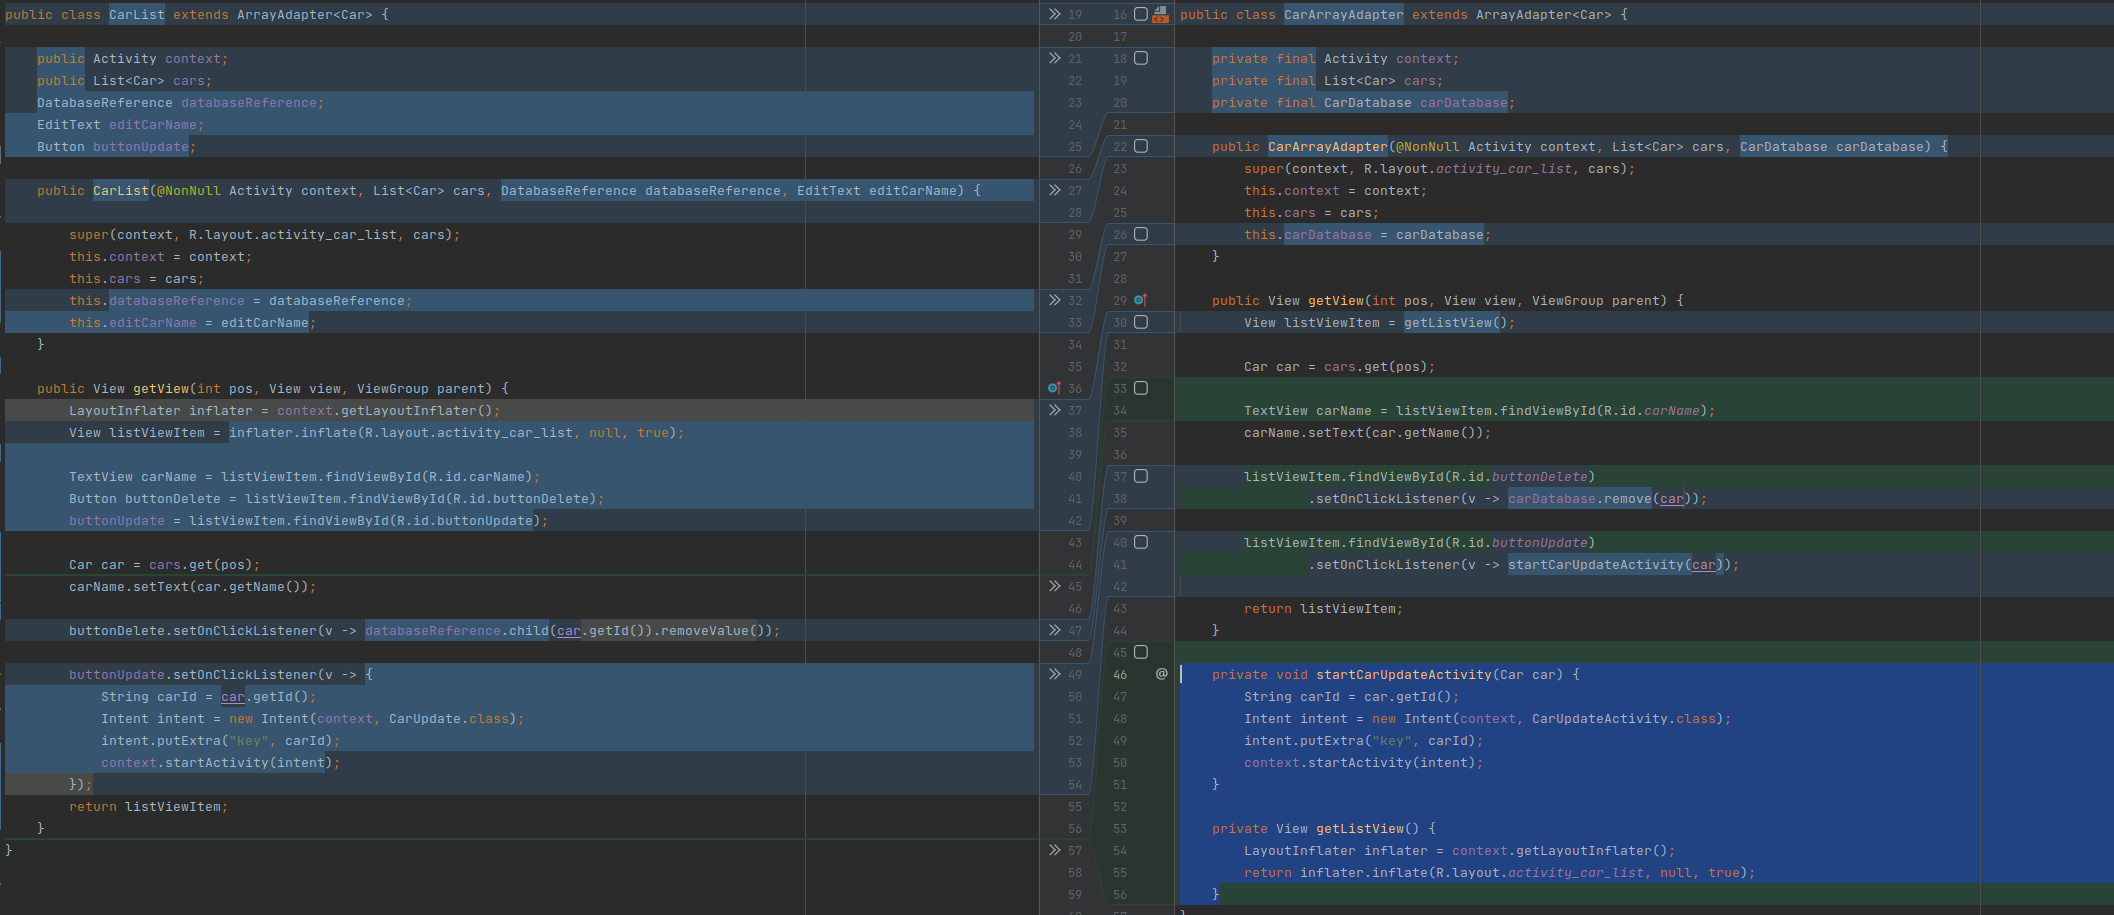 public class CarList extends ArrayAdapter<Car> {
public Activity context;
public List<Car> cars;
DatabaseReference databaseReference;
EditText editCarName;
Button buttonUpdate;
public CarList(@NonNull Activity context, List<Car> cars, DatabaseReference databaseReference, EditText editCarName) {
super(context, R.layout.activity_car_list, cars);
this.context = context;
this.cars = cars;
this.databaseReference = databaseReference;
this.editCarName = editCarName;
}
public View getView(int pos, View view, ViewGroup parent) {
LayoutInflater inflater = context.getLayoutInflater();
View listViewItem = inflater.inflate(R.layout.activity_car_list, null, true);
TextView carName = listViewItem.findViewById(R.id.carName);
Button buttonDelete = listViewItem.findViewById(R.id.buttonDelete);
buttonUpdate = listViewItem.findViewById(R.id.buttonUpdate);
Car car = cars.get(pos);
carName.setText(car.getName());
buttonDelete.setOnClickListener(v -> databaseReference.child(car.getId()).removeValue());
buttonUpdate.setOnClickListener(v -> {
String carId = car.getId();
Intent intent = new Intent(context, CarUpdate.class);
intent.putExtra("key", carId);
context.startActivity(intent);
});
return listViewItem;
}
}
19 16
20 17
21 18
22 19
23 20
24 21
25 22
26 23
27 24
28 25
29 26
30 27
31 28
32 29
33 30
34 31
35 32
36 33
37 34
38 35
39 36
40 37
41 38
42 39
43 40
44 41
45 42
46 43
47 44
48 45
49 46 @
50 47
51 48
52 49
53 50
54 51
55 52
56 53
57 54
58 55
59 56
public class CarArrayAdapter extends ArrayAdapter<Car> {
private final Activity context;
private final List<Car> cars;
private final CarDatabase carDatabase;
public CarArrayAdapter(@NonNull Activity context, List<Car> cars, CarDatabase carDatabase) {
super(context, R.layout.activity_car_list, cars);
this.context = context;
this.cars = cars;
this.carDatabase = carDatabase;
}
public View getView(int pos, View view, ViewGroup parent) {
View listViewItem = getListView();
Car car = cars.get(pos);
TextView carName = listViewItem.findViewById(R.id.carName);
carName.setText(car.getName());
listViewItem.findViewById(R.id.buttonDelete)
.setOnClickListener(v -> carDatabase.remove(car));
listViewItem.findViewById(R.id.buttonUpdate)
.setOnClickListener(v -> startCarUpdateActivity(car));
return listViewItem;
}
private void startCarUpdateActivity(Car car) {
String carId = car.getId();
Intent intent = new Intent(context, CarUpdateActivity.class);
intent.putExtra("key", carId);
context.startActivity(intent);
}
private View getListView() {
LayoutInflater inflater = context.getLayoutInflater();
return inflater.inflate(R.layout.activity_car_list, null, true);
}